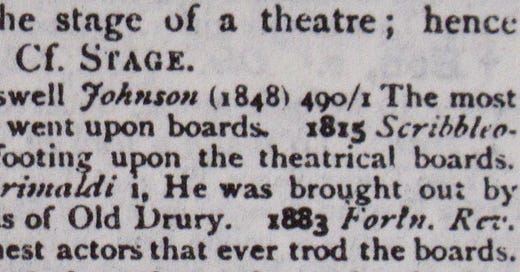 he stage of a theatre; hence
Cf. STAGE.
swell Johnson (1848) 490/1 The most
went upon boards. 1815 Scribbleo-
footing upon the theatrical boards.
rimaldi i, He was brought out by
s of Old Drury. 1883 Fortn. Rev.
nest actors that ever trod the boards.